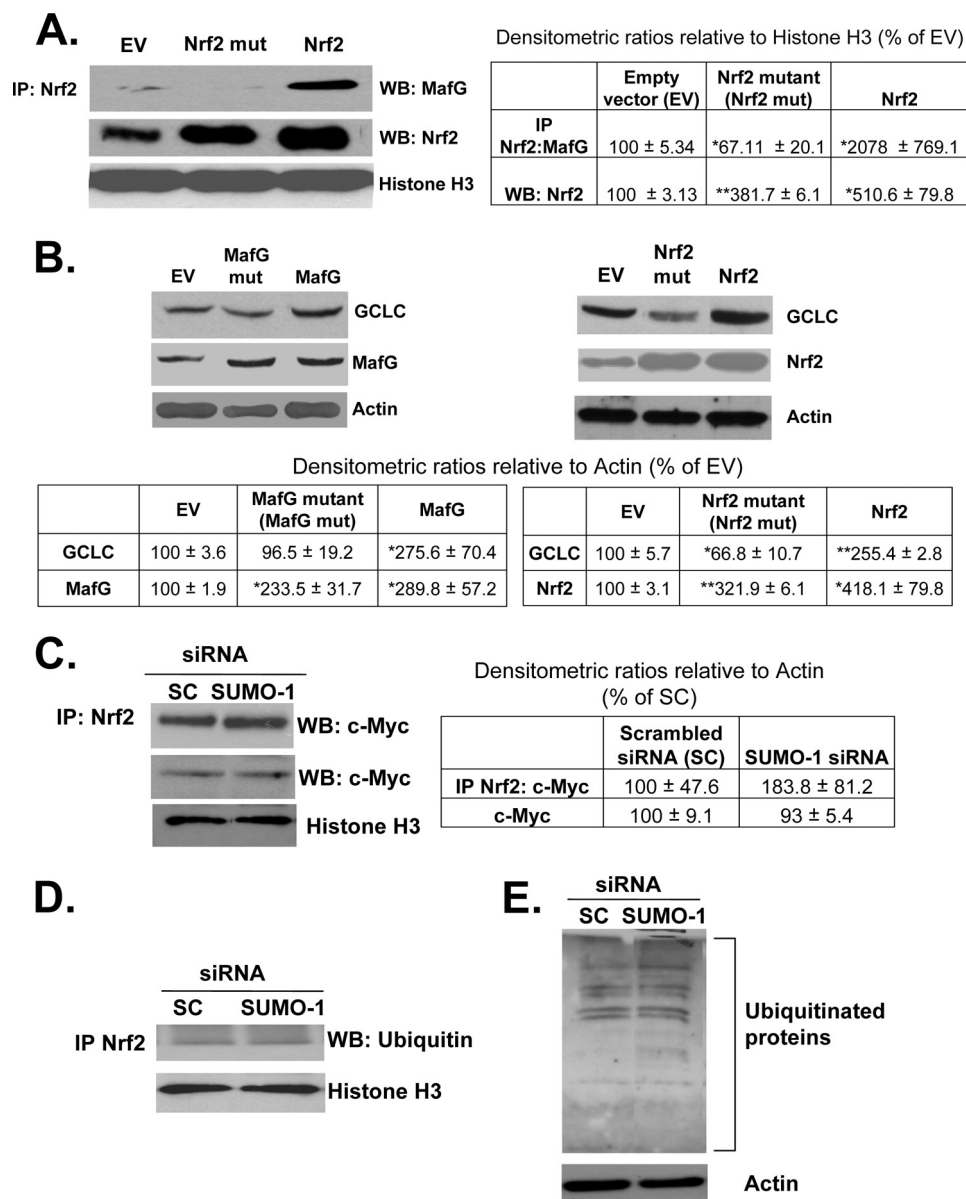 A.
EV Nrf2 mut Nrf2
IP: Nrf2
WB: MafG
WB: Nrf2
Histone H3
Densitometric ratios relative to Histone H3 (% of EV)
Empty vector (EV) Nrf2 mutant (Nrf2 mut) Nrf2
IP Nrf2:MafG 100 ± 5.34 *67.11 ± 20.1 *2078 ± 769.1
WB: Nrf2 100 ± 3.13 **381.7 ± 6.1 *510.6 ± 79.8
B.
EV MafG mut MafG
GCLC
MafG
Actin
EV Nrf2 mut Nrf2
GCLC
Nrf2
Actin
Densitometric ratios relative to Actin (% of EV)
EV MafG mutant (MafG mut) MafG
GCLC 100 ± 3.6 96.5 ± 19.2 *275.6 ± 70.4
MafG 100 ± 1.9 *233.5 ± 31.7 *289.8 ± 57.2
EV Nrf2 mutant (Nrf2 mut) Nrf2
GCLC 100 ± 5.7 *66.8 ± 10.7 **255.4 ± 2.8
Nrf2 100 ± 3.1 **321.9 ± 6.1 *418.1 ± 79.8
C.
siRNA
SC SUMO-1
IP: Nrf2
WB: c-Myc
WB: c-Myc
Histone H3
Densitometric ratios relative to Actin
(% of SC)
Scrambled siRNA (SC) SUMO-1 siRNA
IP Nrf2: c-Myc 100 ± 47.6 183.8 ± 81.2
c-Myc 100 ± 9.1 93 ± 5.4
D.
siRNA
SC SUMO-1
IP Nrf2
WB: Ubiquitin
Histone H3
E.
siRNA
SC SUMO-1
Ubiquitinated
proteins
Actin